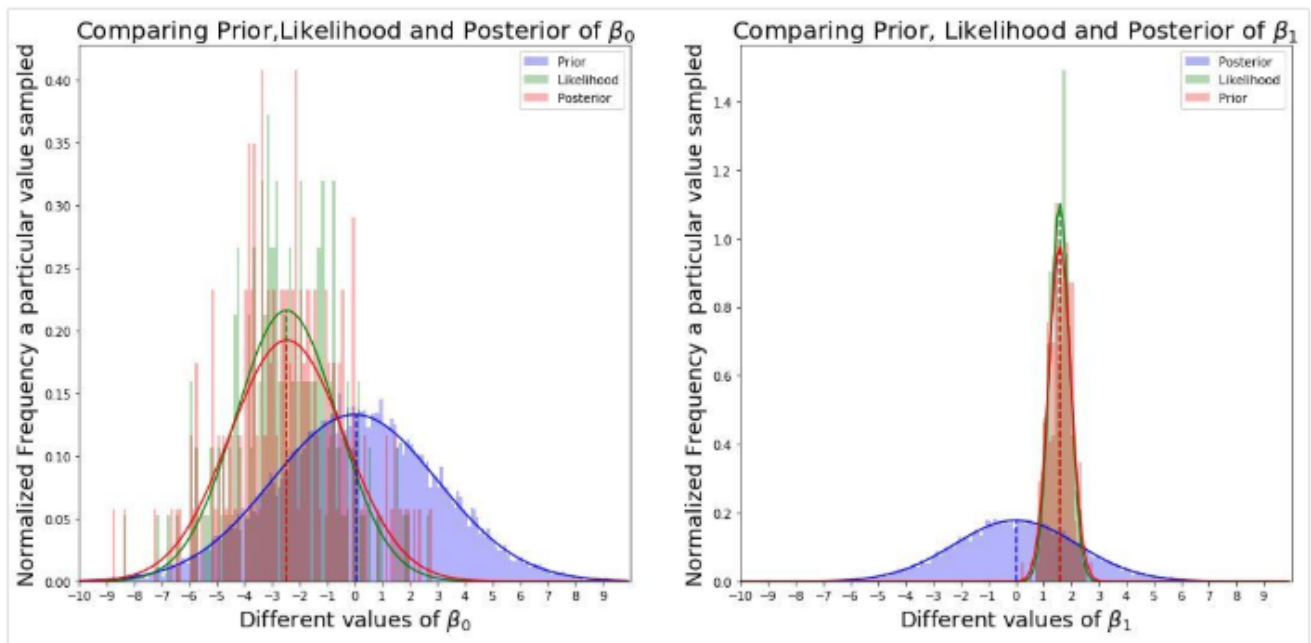 Comparing Prior,Likelihood and Posterior of β₀
Normalized Frequency a particular value sampled
0.40
0.35
0.30
0.25
0.20
0.15
0.10
0.05
0.00
Prior
Likelihood
Posterior
−10 −9 −8 −7 −6 −5 −4 −3 −2 −1 0 1 2 3 4 5 6 7 8 9
Different values of β₀
Comparing Prior, Likelihood and Posterior of β₁
Normalized Frequency a particular value sampled
1.4
1.2
1.0
0.8
0.6
0.4
0.2
0.0
Posterior
Likelihood
Prior
−10 −9 −8 −7 −6 −5 −4 −3 −2 −1 0 1 2 3 4 5 6 7 8 9
Different values of β₁